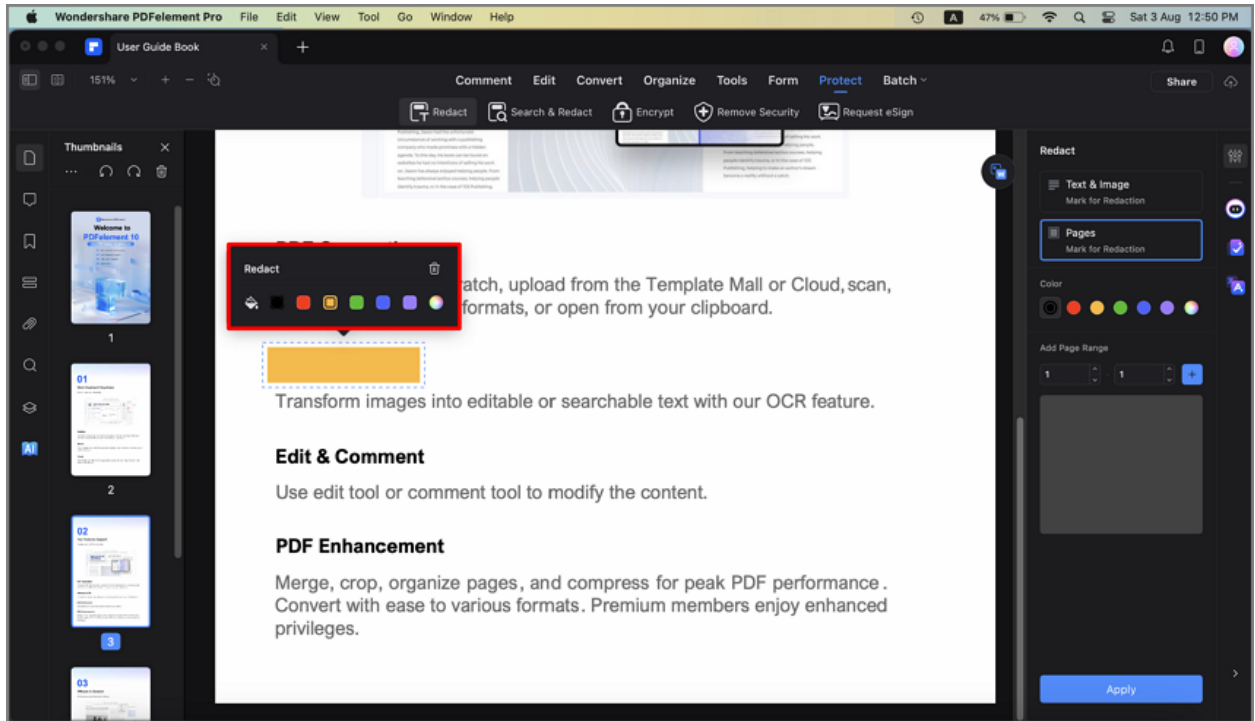 Wondershare PDFelement Pro File Edit View Tool Go Window Help
A 47% Sat 3 Aug 12:50 PM
User Guide Book × +
151% + − Comment Edit Convert Organize Tools Form Protect Batch Share
Redact Search & Redact Encrypt Remove Security Request eSign
Thumbnails
Welcome to
PDFelement 10
1
01
2
02
3
03
AI
Redact
atch, upload from the Template Mall or Cloud, scan,
formats, or open from your clipboard.
Transform images into editable or searchable text with our OCR feature.
Edit & Comment
Use edit tool or comment tool to modify the content.
PDF Enhancement
Merge, crop, organize pages, and compress for peak PDF performance.
Convert with ease to various formats. Premium members enjoy enhanced
privileges.
Redact
Text & Image
Mark for Redaction
Pages
Mark for Redaction
Color
Add Page Range
1 - 1 +
Apply